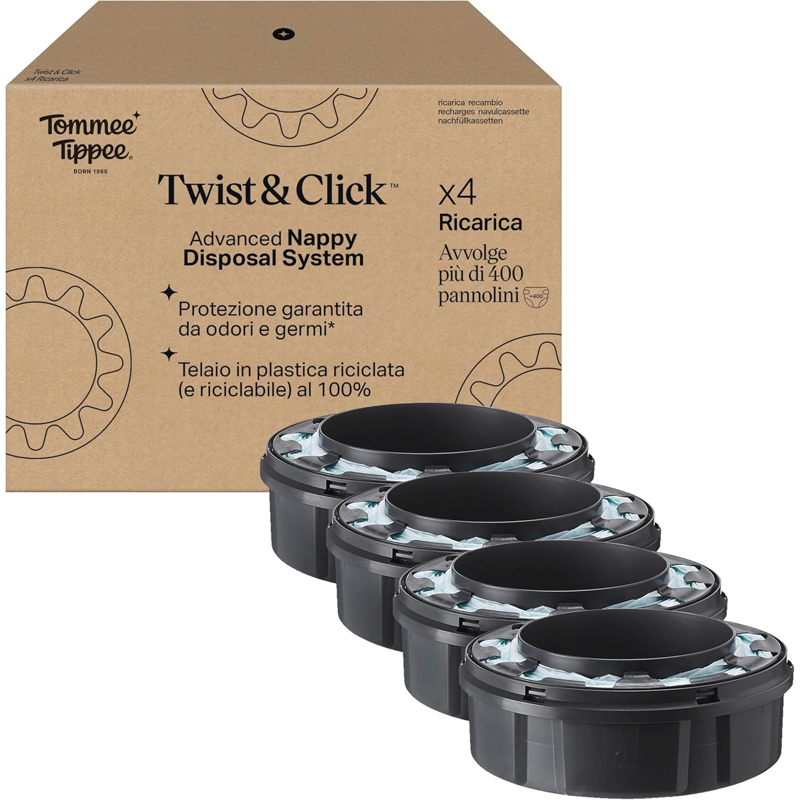 Twist & Click
x4 Ricarica
Tommee
Tippee®
BORN 1965
ricarica recambio
recharges navulcassette
nachfüllkassetten
Twist & Click™
x4
Ricarica
Advanced Nappy
Disposal System
Avvolge
più di 400
pannolini
+400
Protezione garantita
da odori e germi*
Telaio in plastica riciclata
(e riciclabile) al 100%